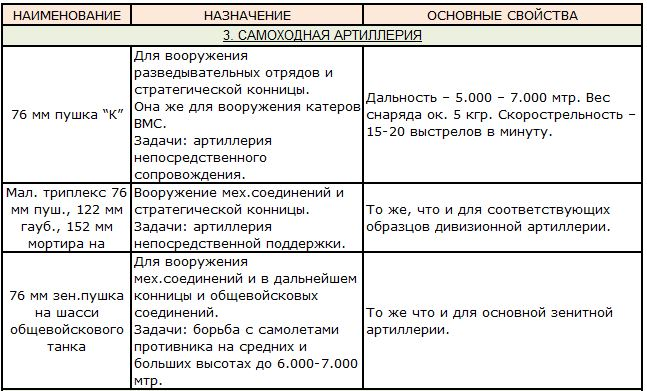 НАИМЕНОВАНИЕ НАЗНАЧЕНИЕ ОСНОВНЫЕ СВОЙСТВА
3. САМОХОДНАЯ АРТИЛЛЕРИЯ
76 мм пушка “К”
Для вооружения
разведывательных отрядов и
стратегической конницы.
Она же для вооружения катеров
ВМС.
Задачи: артиллерия
непосредственного
сопровождения.
Дальность – 5.000 – 7.000 мтр. Вес
снаряда ок. 5 кгр. Скорострельность –
15-20 выстрелов в минуту.
Мал. триплекс 76
мм пуш., 122 мм
гауб., 152 мм
мортира на
Вооружение мех.соединений и
стратегической конницы.
Задачи: артиллерия
непосредственной поддержки.
То же, что и для соответствующих
образцов дивизионной артиллерии.
76 мм зен.пушка
на шасси
общевойскового
танка
Для вооружения
мех.соединений и в дальнейшем
конницы и общевойсковых
соединений.
Задачи: борьба с самолетами
противника на средних и
больших высотах до 6.000-7.000
мтр.
То же что и для основной зенитной
артиллерии.